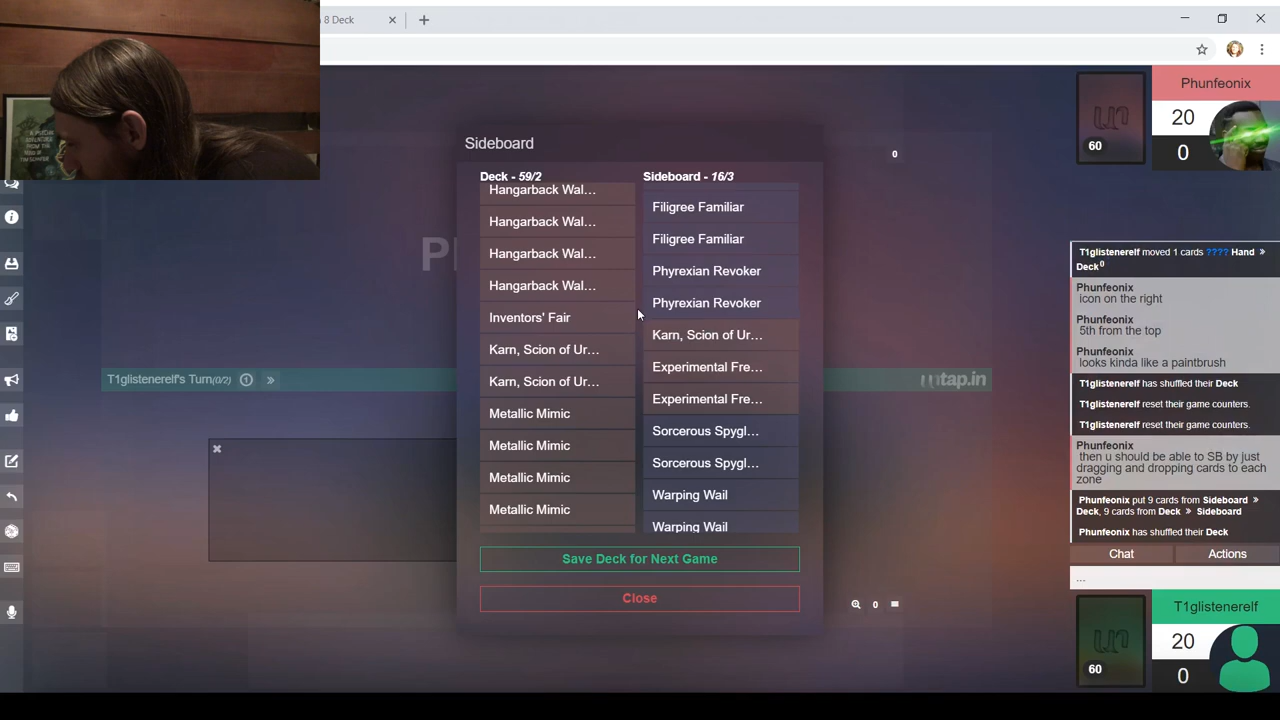 8 Deck
Phunfeonix
20
60
0
Sideboard
0
Deck - 59/2
Sideboard - 16/3
Hangarback Wal...
Hangarback Wal...
Hangarback Wal...
Hangarback Wal...
Inventors' Fair
Karn, Scion of Ur...
Karn, Scion of Ur...
Metallic Mimic
Metallic Mimic
Metallic Mimic
Metallic Mimic
Filigree Familiar
Filigree Familiar
Phyrexian Revoker
Phyrexian Revoker
Karn, Scion of Ur...
Experimental Fre...
Experimental Fre...
Sorcerous Spygl...
Sorcerous Spygl...
Warping Wail
Warping Wail
Save Deck for Next Game
Close
T1glistenerelf's Turn(0/2) 1
untap.in
0
T1glistenerelf moved 1 cards ???? Hand
Deck0
Phunfeonix
icon on the right
Phunfeonix
5th from the top
Phunfeonix
looks kinda like a paintbrush
T1glistenerelf has shuffled their Deck
T1glistenerelf reset their game counters.
T1glistenerelf reset their game counters.
Phunfeonix
then u should be able to SB by just
dragging and dropping cards to each
zone
Phunfeonix put 9 cards from Sideboard
Deck, 9 cards from Deck Sideboard
Phunfeonix has shuffled their Deck
Chat Actions
...
T1glistenerelf
20
60
0